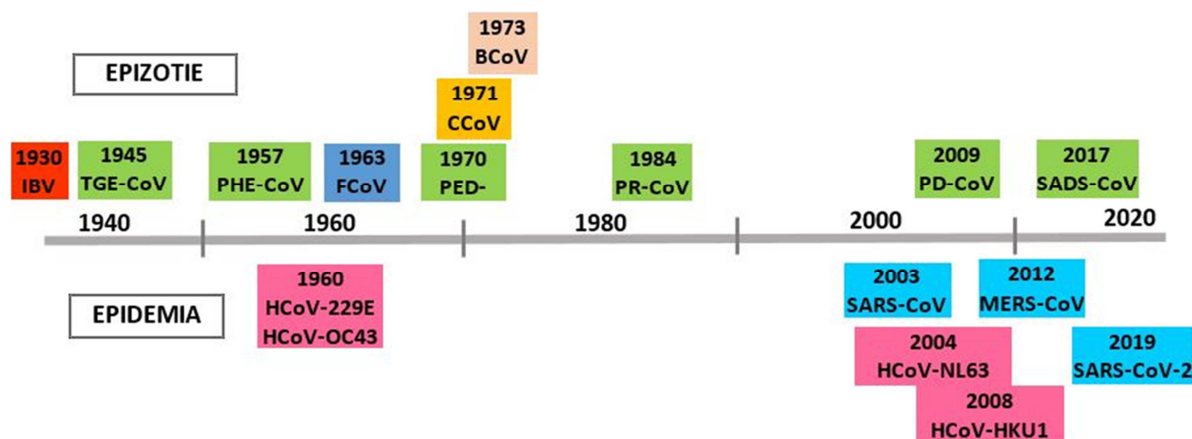 EPIZOTIE
1973
BCoV
1971
CCoV
1930
IBV
1945
TGE-CoV
1957
PHE-CoV
1963
FCoV
1970
PED-
1984
PR-CoV
2009
PD-CoV
2017
SADS-CoV
1940
1960
1980
2000
2020
EPIDEMIA
1960
HCoV-229E
HCoV-OC43
2003
SARS-CoV
2012
MERS-CoV
2004
HCoV-NL63
2019
SARS-CoV-2
2008
HCoV-HKU1